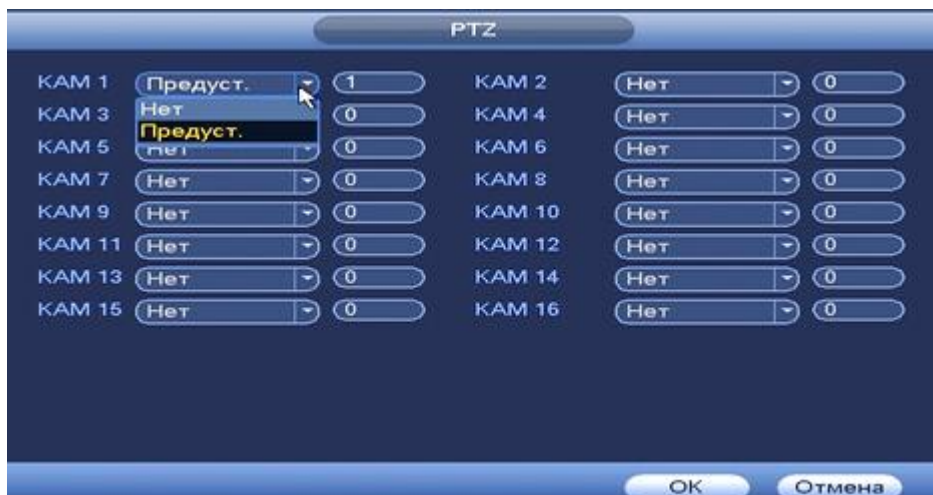 PTZ
КАМ 1 Предуст. 1 КАМ 2 Нет 0
КАМ 3 Нет 0 КАМ 4 Нет 0
Предуст.
КАМ 5 Нет 0 КАМ 6 Нет 0
КАМ 7 Нет 0 КАМ 8 Нет 0
КАМ 9 Нет 0 КАМ 10 Нет 0
КАМ 11 Нет 0 КАМ 12 Нет 0
КАМ 13 Нет 0 КАМ 14 Нет 0
КАМ 15 Нет 0 КАМ 16 Нет 0
OK Отмена